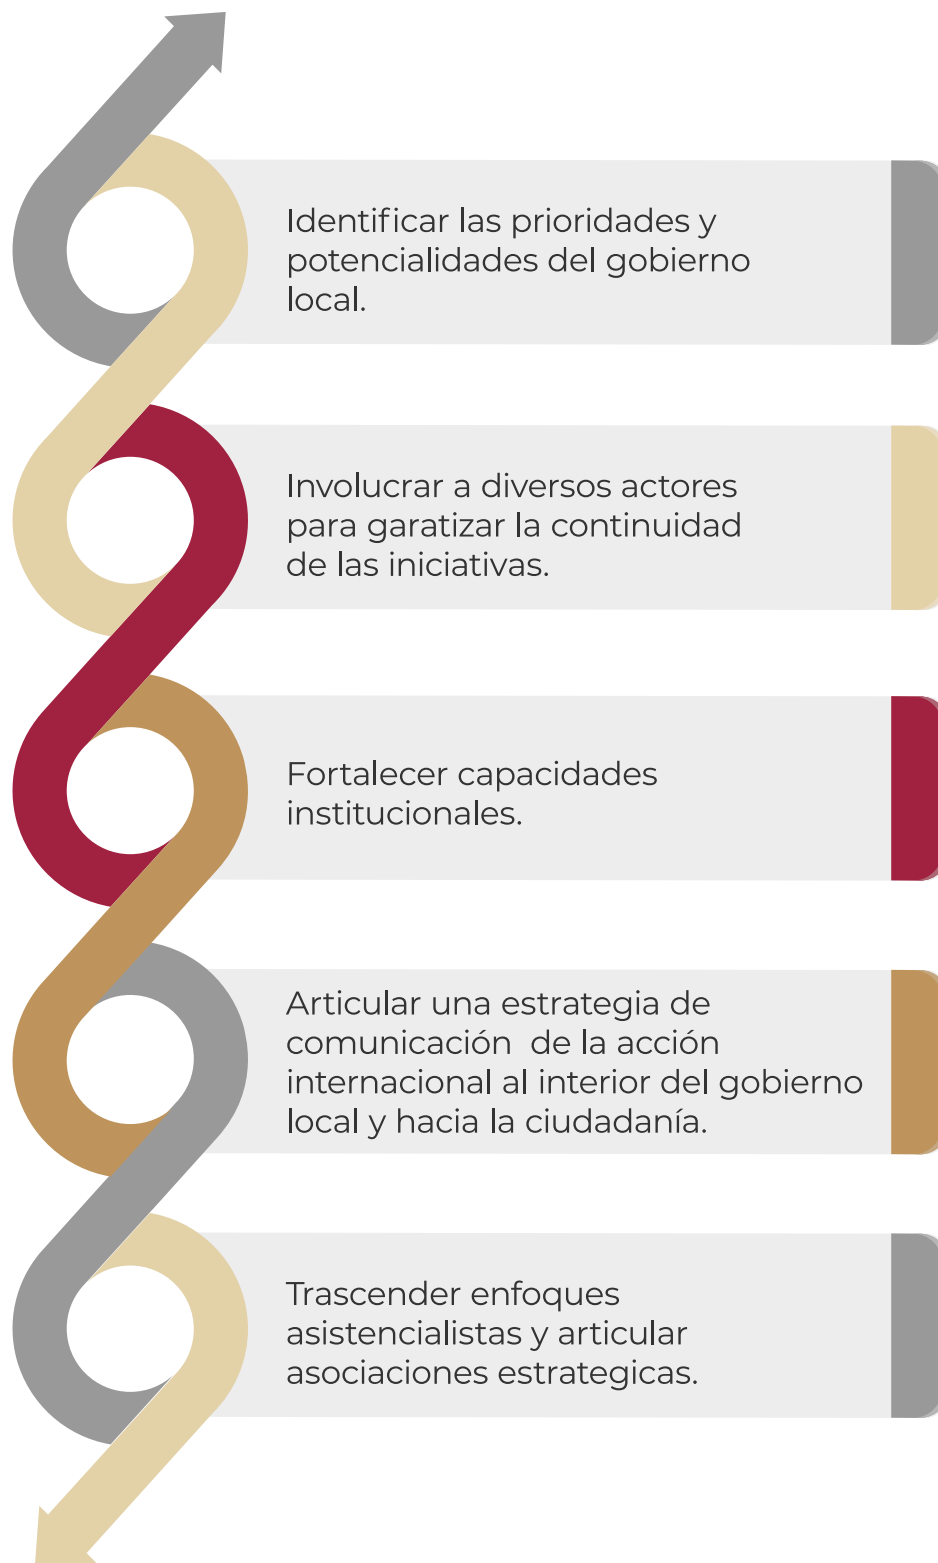 Identificar las prioridades y
potencialidades del gobierno
local.
Involucrar a diversos actores
para garatizar la continuidad
de las iniciativas.
Fortalecer capacidades
institucionales.
Articular una estrategia de
comunicación  de la acción
internacional al interior del gobierno
local y hacia la ciudadanía.
Trascender enfoques
asistencialistas y articular
asociaciones estrategicas.